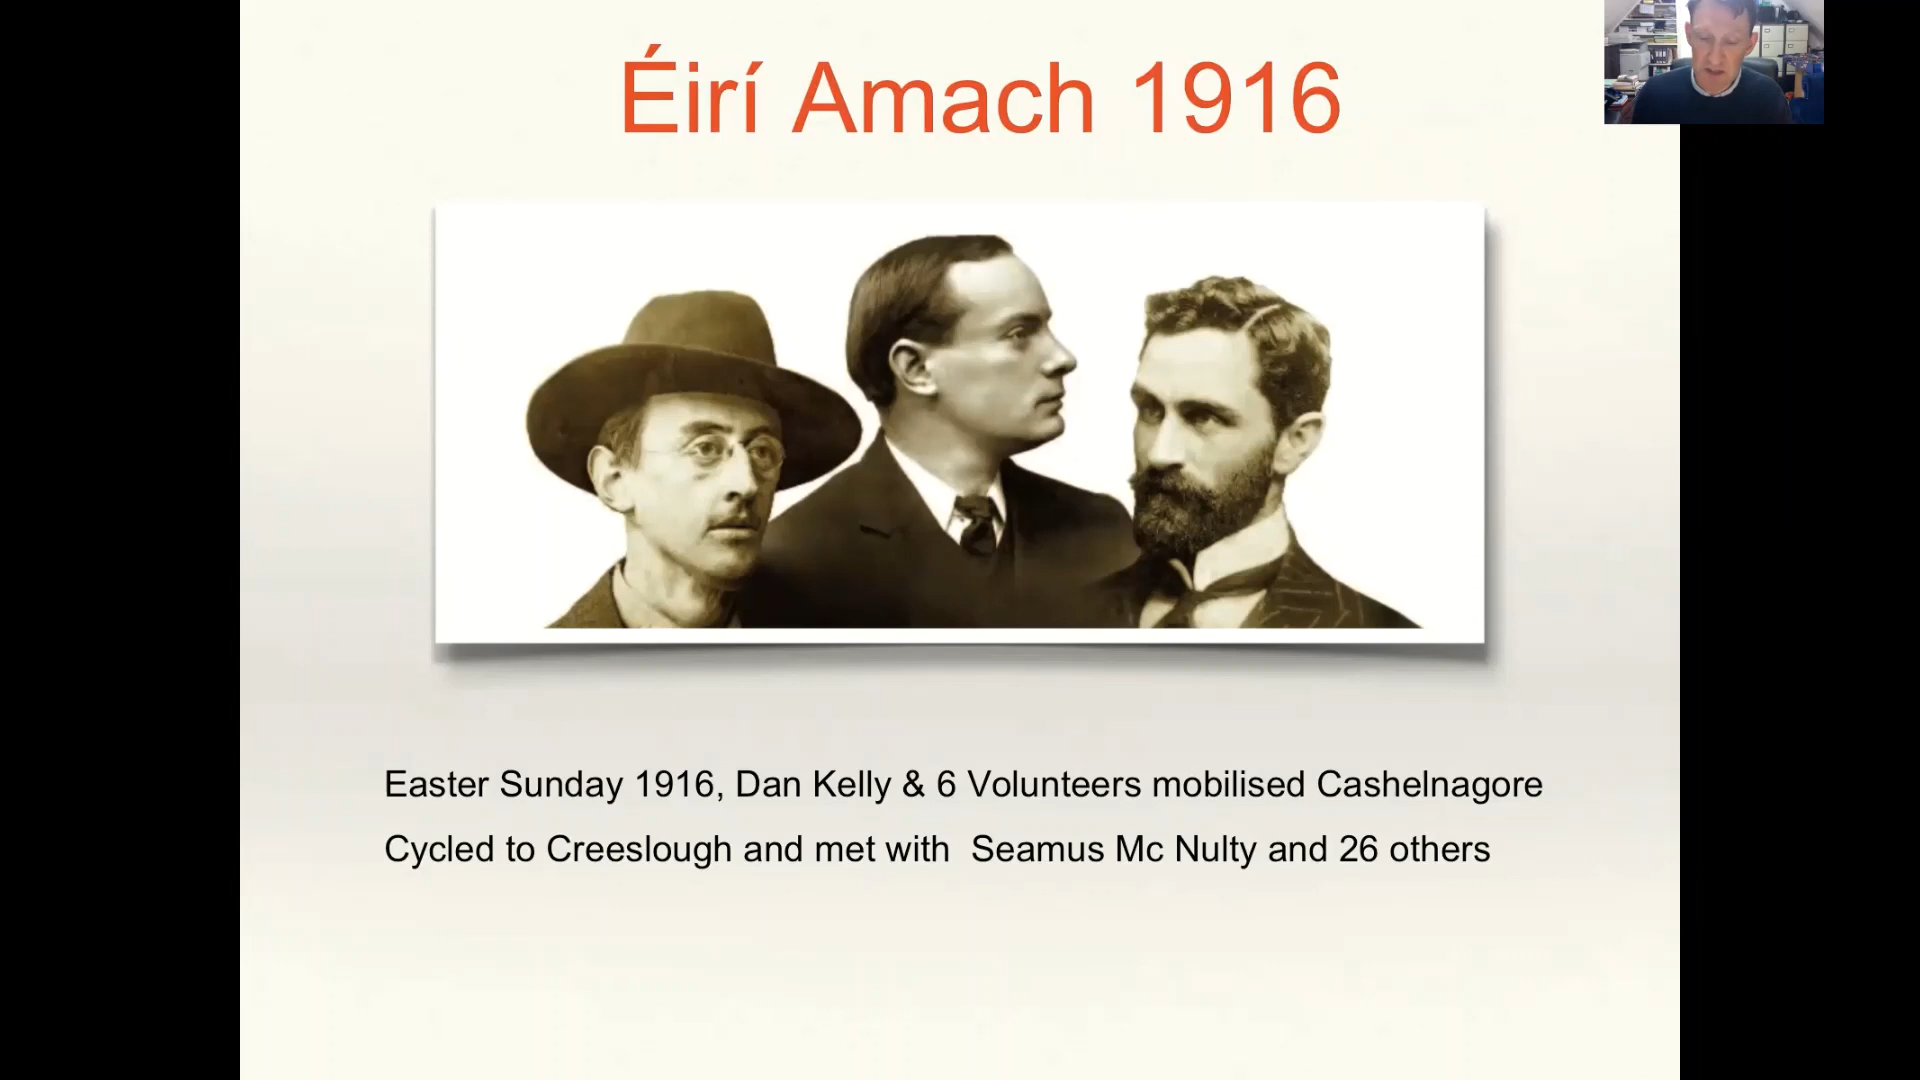 Éirí Amach 1916
Easter Sunday 1916, Dan Kelly & 6 Volunteers mobilised Cashelnagore
Cycled to Creeslough and met with  Seamus Mc Nulty and 26 others